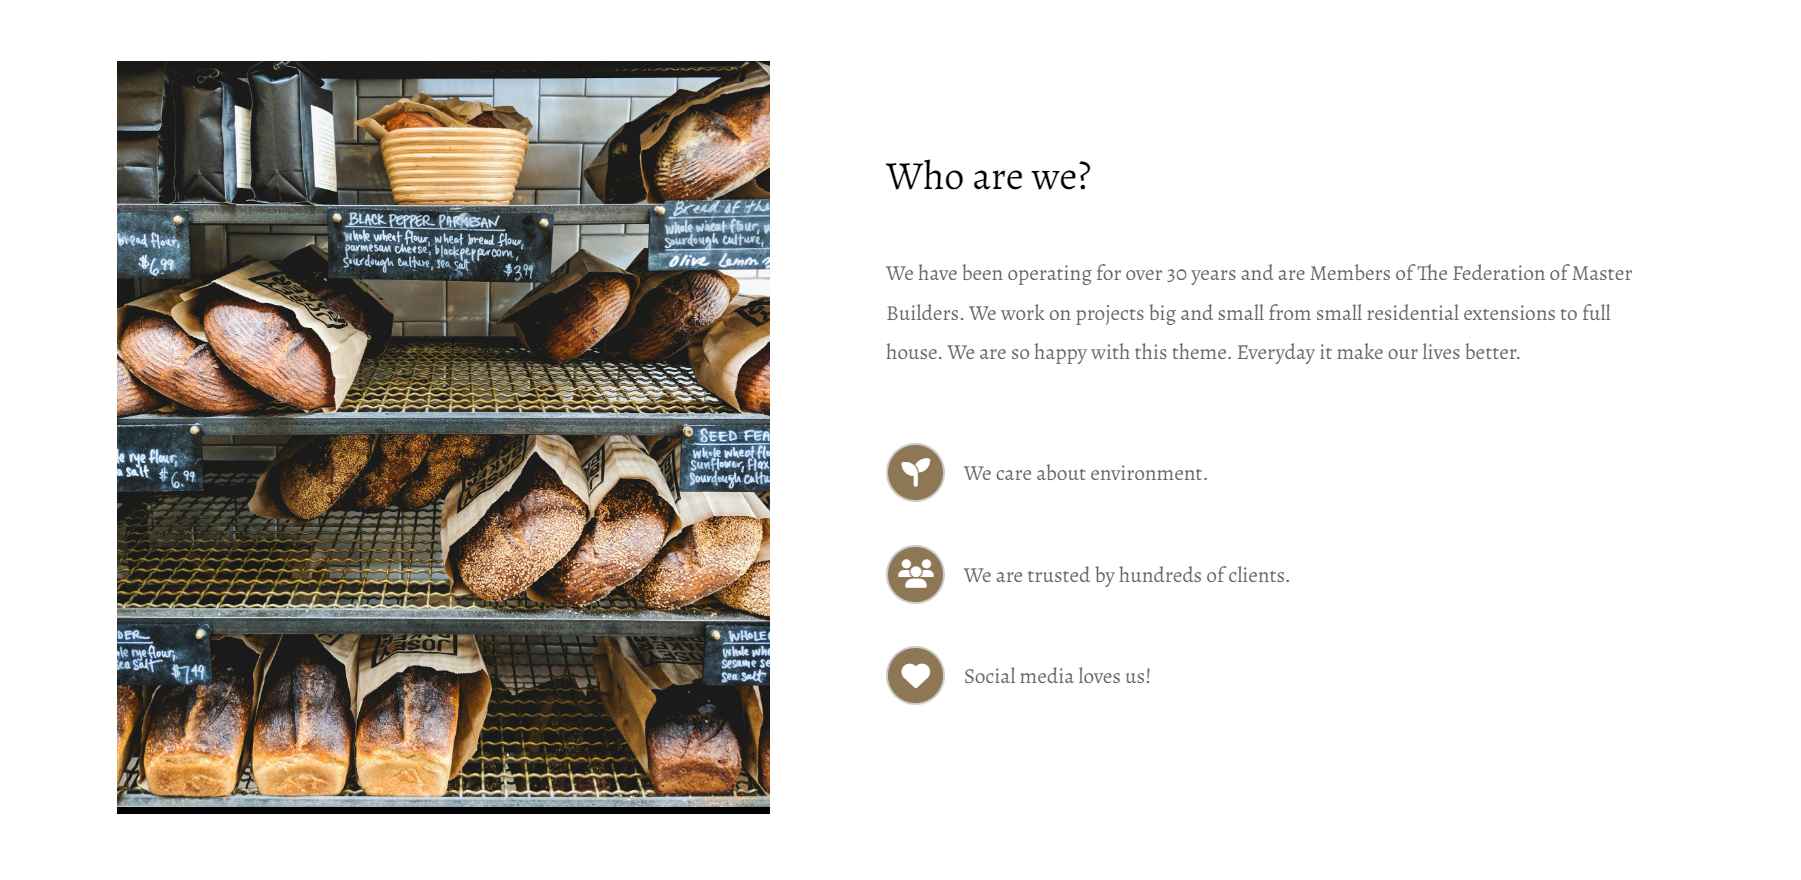 BLACK PEPPER PARMESAN
whole wheat flour, wheat bread flour,
parmesan cheese, black peppercorn,
Sourdough culture, sea salt
$3.99
Bread of the
whole wheat flour, w
sourdough culture,
olive Lemon
bread flour,
$6.99
e rye flour,
a salt $6.99
SEED FEA
whole wheat flo
Sunflower, flax
Sourdough cultu
DER
le rye flour,
sea salt $7.49
WHOLE
whole whe
sesame se
sea salt
Who are we?
We have been operating for over 30 years and are Members of The Federation of Master
Builders. We work on projects big and small from small residential extensions to full
house. We are so happy with this theme. Everyday it make our lives better.
We care about environment.
We are trusted by hundreds of clients.
Social media loves us!